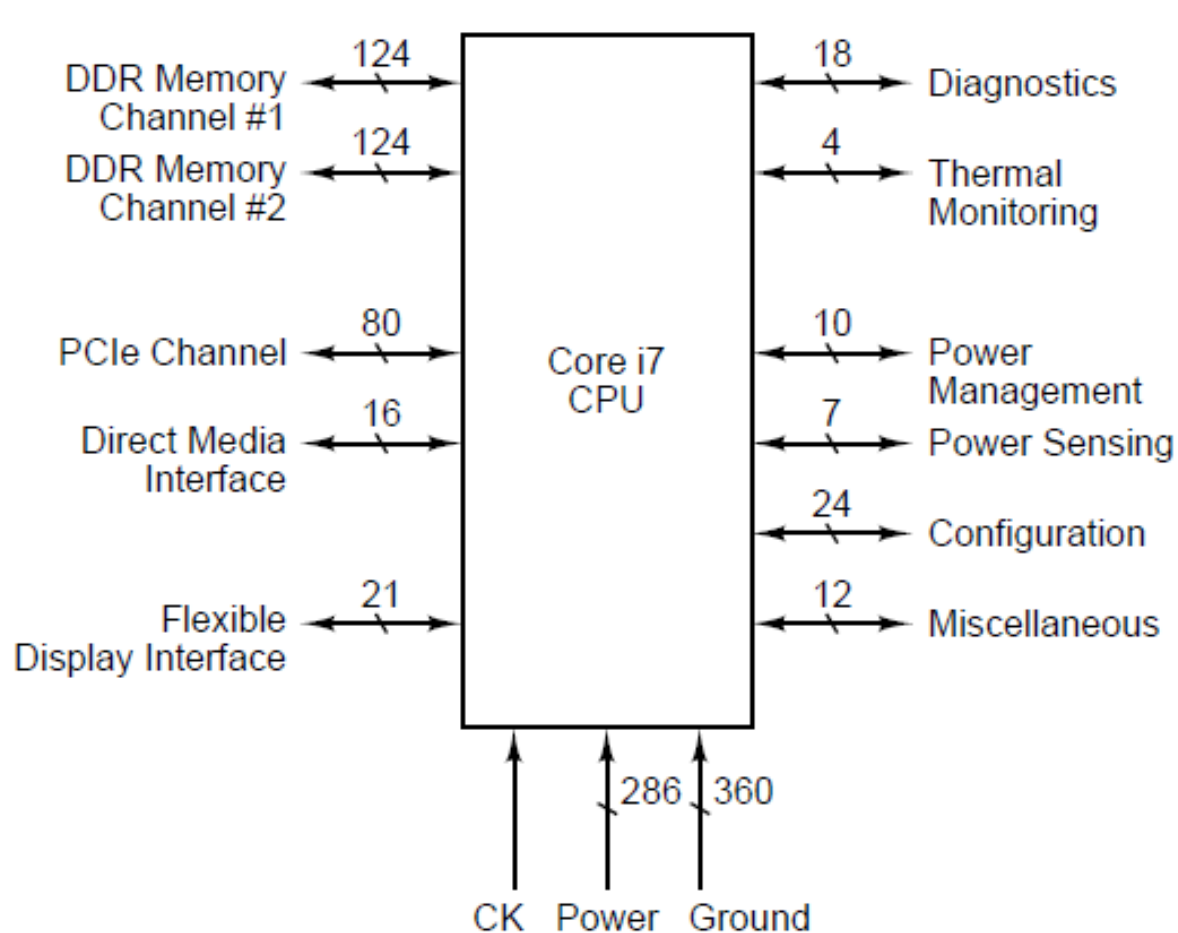 124
DDR Memory
Channel #1
124
DDR Memory
Channel #2
80
PCIe Channel
16
Direct Media
Interface
21
Flexible
Display Interface
Core i7
CPU
18
Diagnostics
4
Thermal
Monitoring
10
Power
Management
7
Power Sensing
24
Configuration
12
Miscellaneous
286 360
CK Power Ground